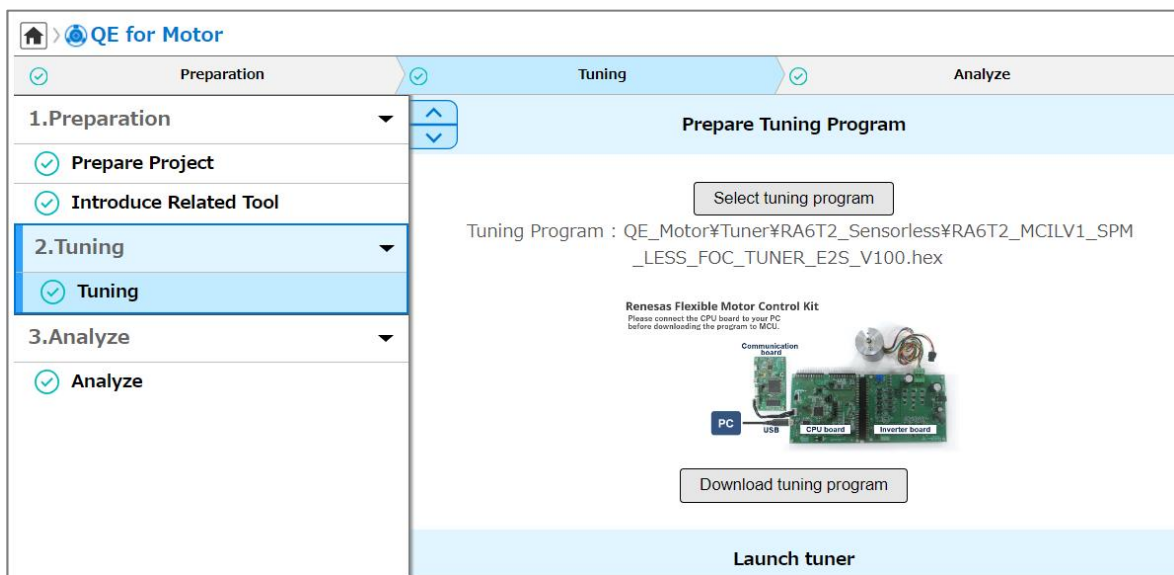 QE for Motor
Preparation
Tuning
Analyze
1.Preparation
Prepare Project
Introduce Related Tool
2.Tuning
Tuning
3.Analyze
Analyze
Prepare Tuning Program
Select tuning program
Tuning Program : QE_Motor¥Tuner¥RA6T2_Sensorless¥RA6T2_MCILV1_SPM
_LESS_FOC_TUNER_E2S_V100.hex
Renesas Flexible Motor Control Kit
Please connect the CPU board to your PC
before downloading the program to MCU.
Communication
board
PC
USB
CPU board
Inverter board
Download tuning program
Launch tuner